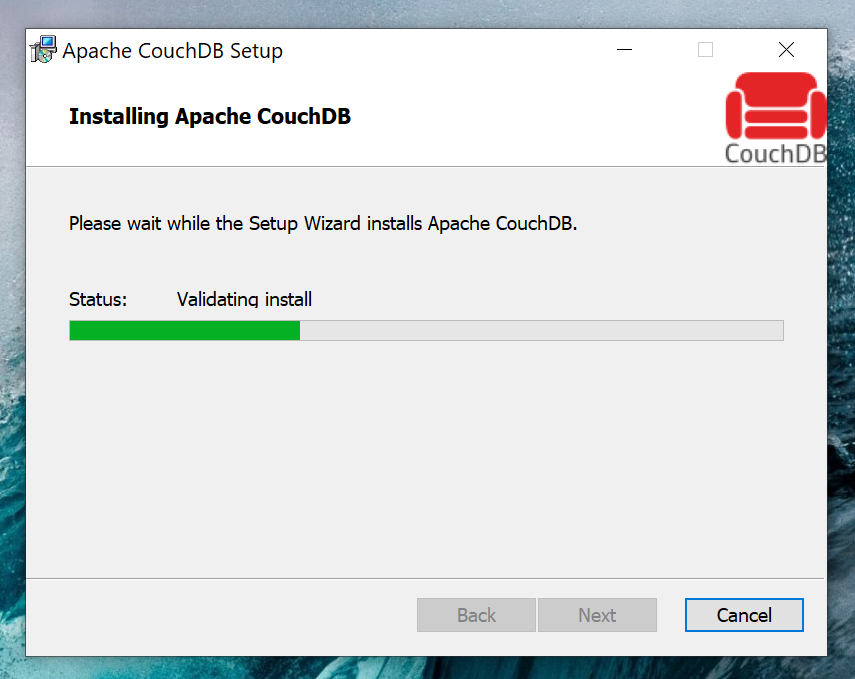 Apache CouchDB Setup
Installing Apache CouchDB
CouchDB
Please wait while the Setup Wizard installs Apache CouchDB.
Status: Validating install
Back Next Cancel